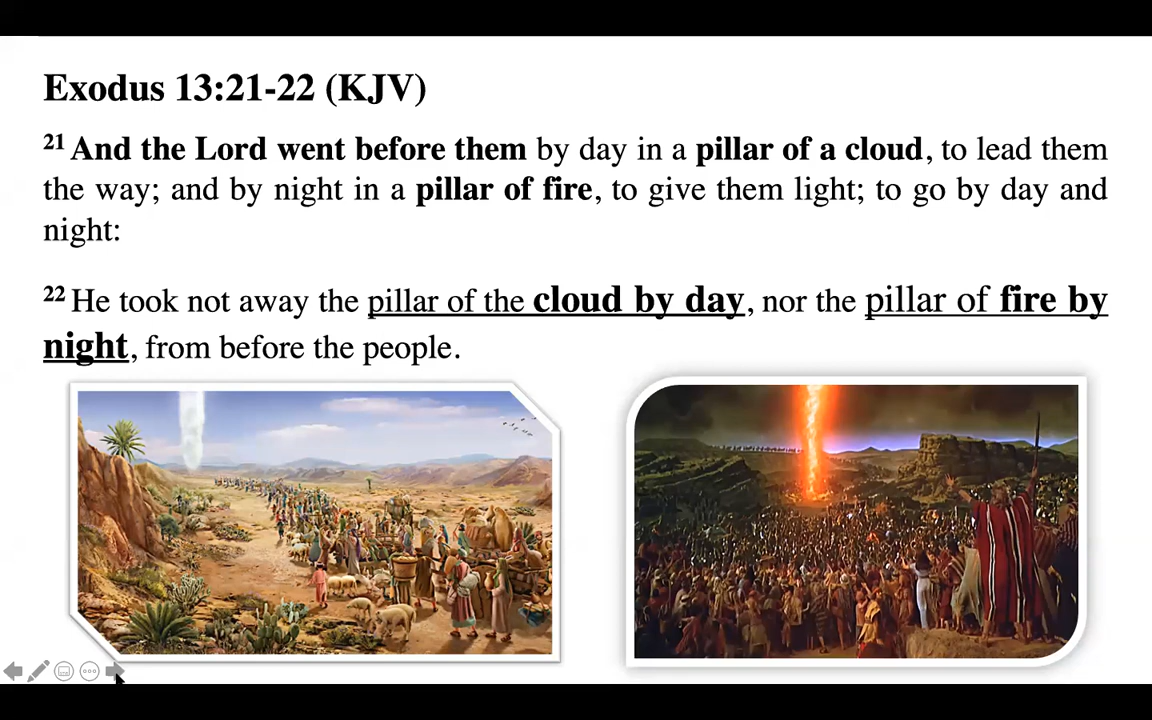 Exodus 13:21-22 (KJV)
21 And the Lord went before them by day in a pillar of a cloud, to lead them
the way; and by night in a pillar of fire, to give them light; to go by day and
night:
22 He took not away the pillar of the cloud by day, nor the pillar of fire by
night, from before the people.